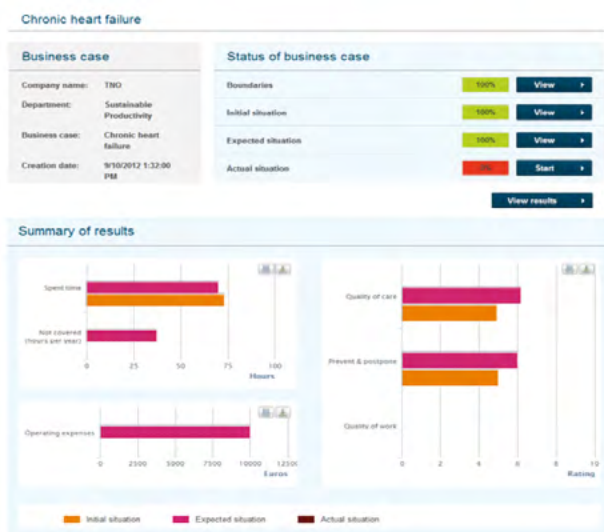 Chronic heart failure
Business case
Company name: TNO
Department: Sustainable
Productivity
Business case: Chronic heart
failure
Creation date: 9/10/2012 1:32:00
PM
Status of business case
Boundaries 100% View
Initial situation 100% View
Expected situation 100% View
Actual situation Start
View results
Summary of results
Spent time
Not covered
(hours per year)
0 25 50 75 100
Hours
Operating expenses
0 2500 5000 7500 10000 12500
Euros
Quality of care
Prevent & postpone
Quality of work
0 2 4 6 8 10
Rating
Initial situation Expected situation Actual situation